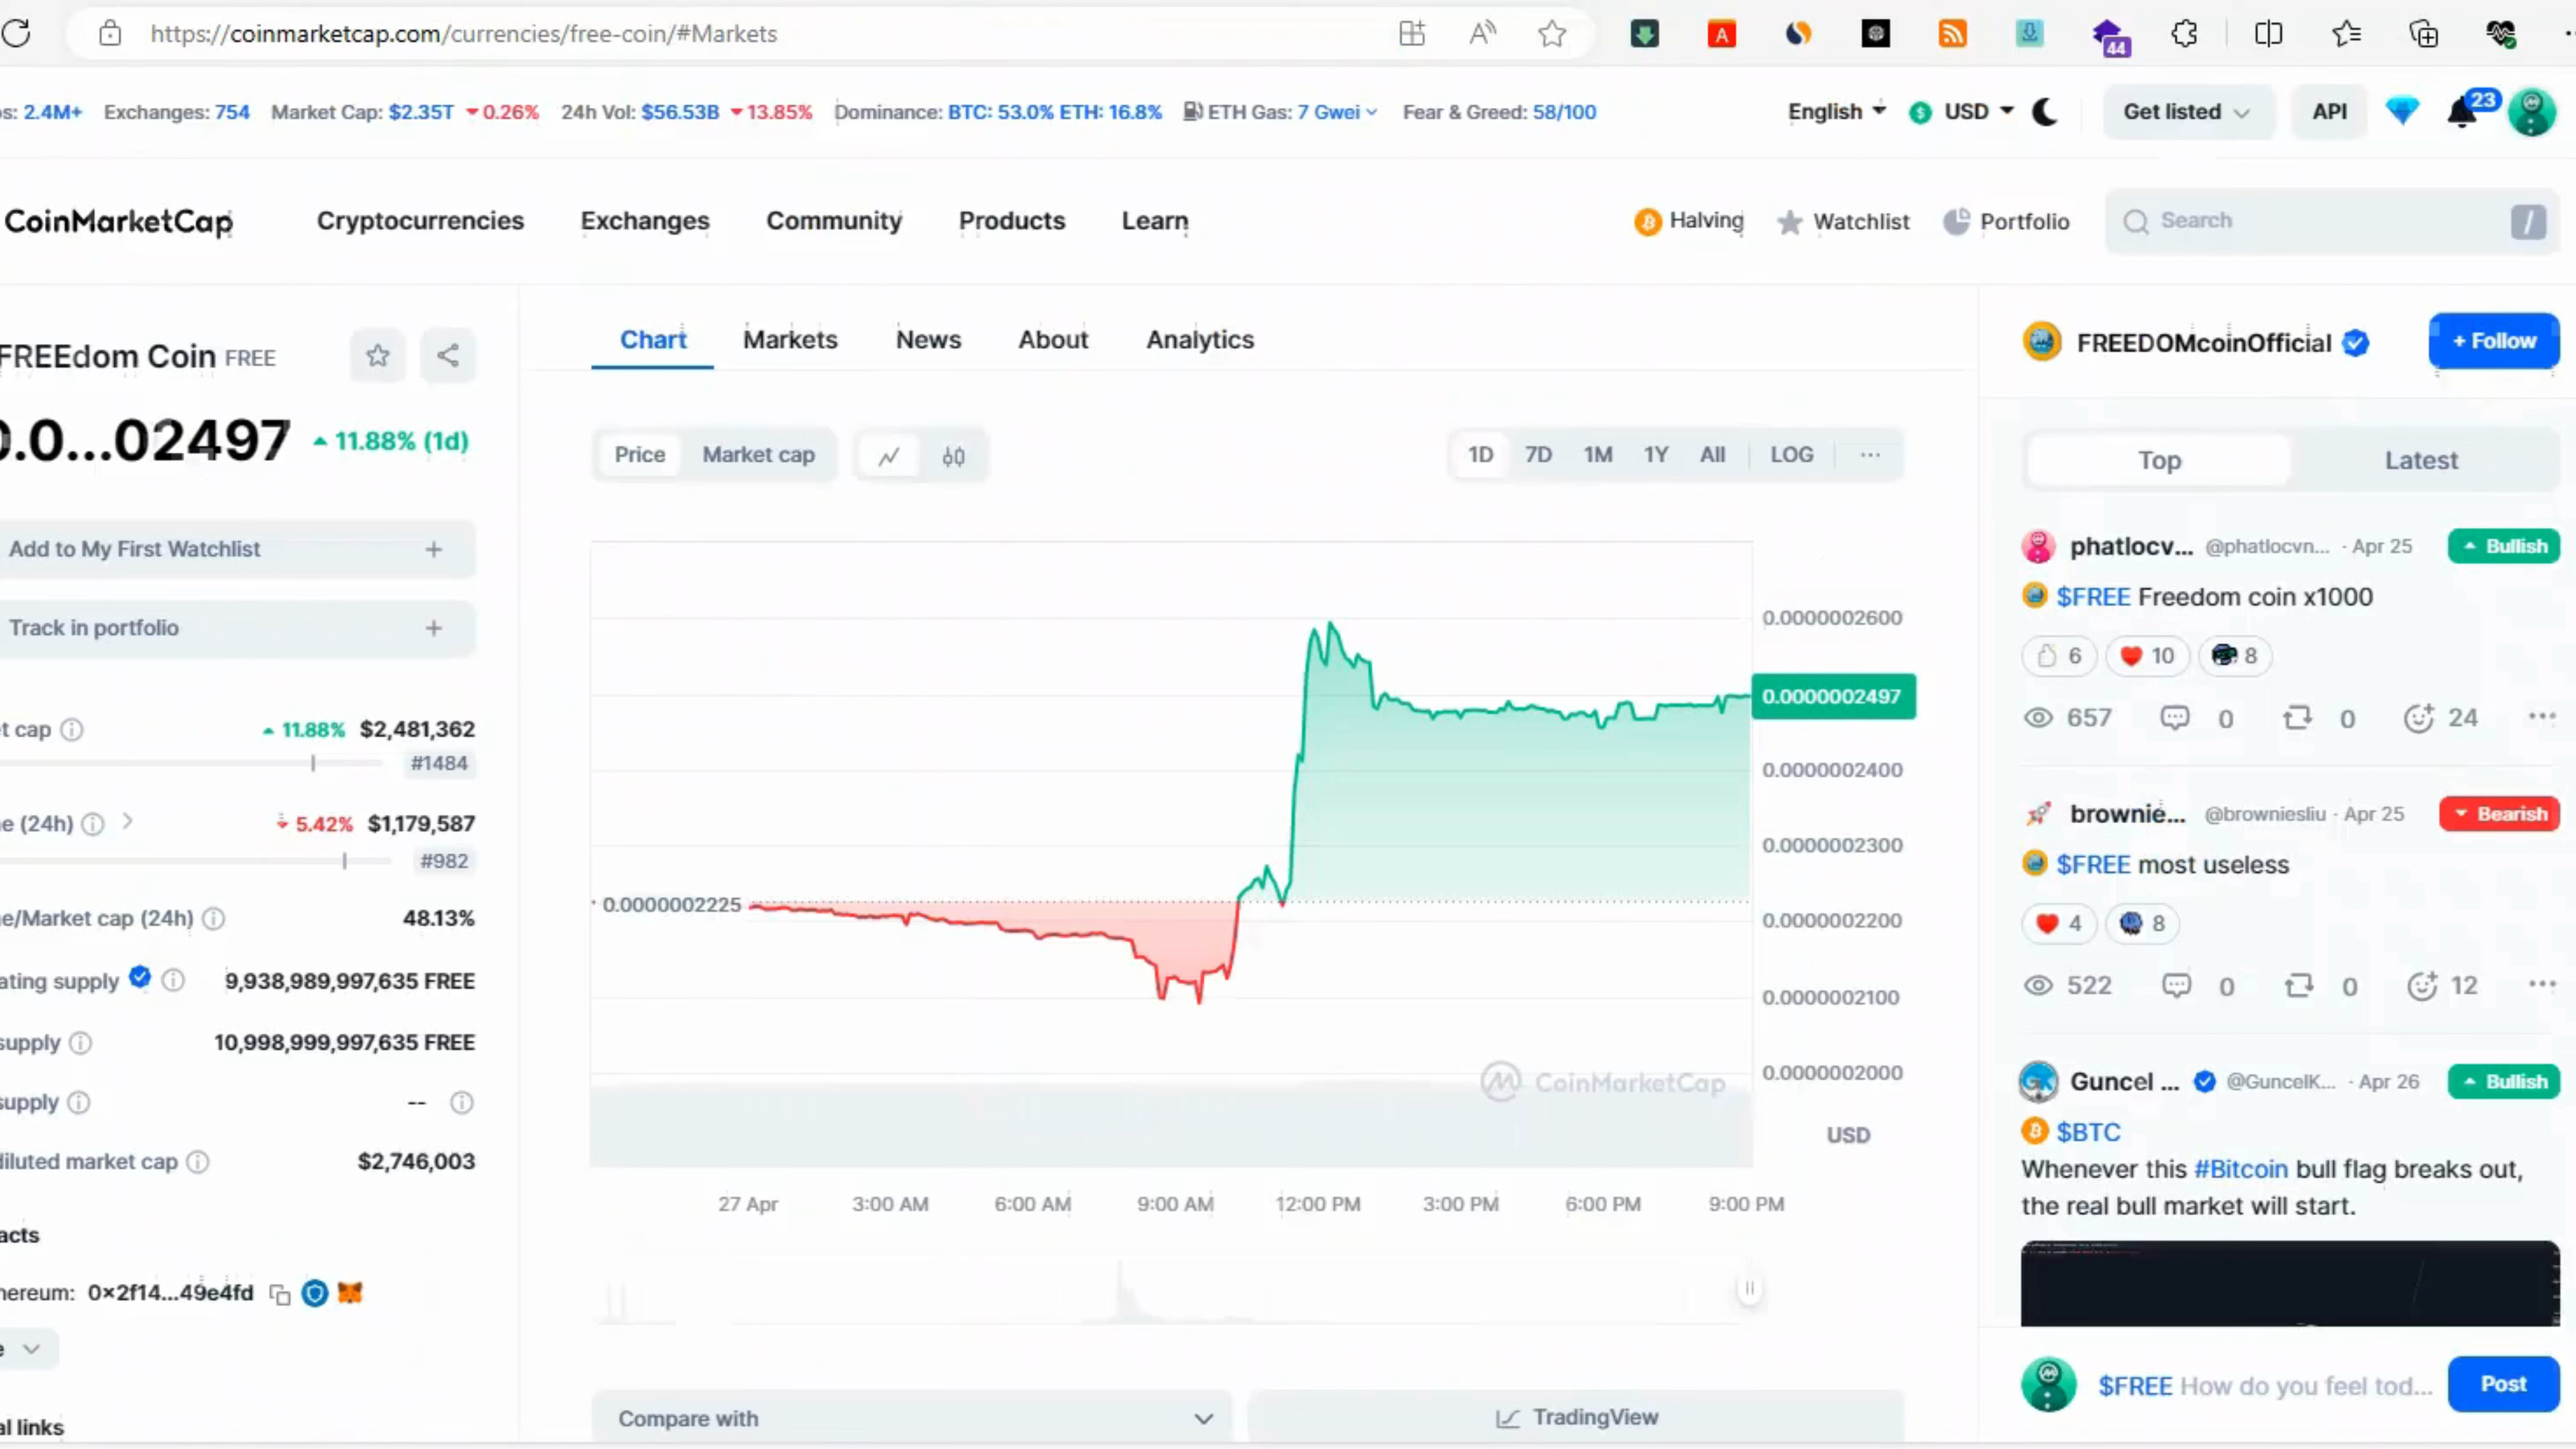 https://coinmarketcap.com/currencies/free-coin/#Markets
44
s: 2.4M+ Exchanges: 754 Market Cap: $2.35T 0.26% 24h Vol: $56.53B 13.85% Dominance: BTC: 53.0% ETH: 16.8% ETH Gas: 7 Gwei Fear & Greed: 58/100 English USD Get listed API 23
CoinMarketCap Cryptocurrencies Exchanges Community Products Learn Halving Watchlist Portfolio Search /
FREEdom Coin FREE
0.0...02497 11.88% (1d)
Add to My First Watchlist +
Track in portfolio +
t cap 11.88% $2,481,362
#1484
e (24h) 5.42% $1,179,587
#982
e/Market cap (24h) 48.13%
ating supply 9,938,989,997,635 FREE
supply 10,998,999,997,635 FREE
supply --
diluted market cap $2,746,003
acts
hereum: 0x2f14...49e4fd
e
al links
Chart Markets News About Analytics
Price Market cap 1D 7D 1M 1Y All LOG ...
0.0000002600
0.0000002497
0.0000002400
0.0000002300
0.0000002225
0.0000002200
0.0000002100
0.0000002000
CoinMarketCap
USD
27 Apr 3:00 AM 6:00 AM 9:00 AM 12:00 PM 3:00 PM 6:00 PM 9:00 PM
Compare with TradingView
FREEDOMcoinOfficial + Follow
Top Latest
phatlocv... @phatlocvn... · Apr 25 Bullish
$FREE Freedom coin x1000
6 10 8
657 0 0 24 ...
brownie... @browniesliu · Apr 25 Bearish
$FREE most useless
4 8
522 0 0 12 ...
Guncel ... @GuncelK... · Apr 26 Bullish
$BTC
Whenever this #Bitcoin bull flag breaks out,
the real bull market will start.
$FREE How do you feel tod... Post